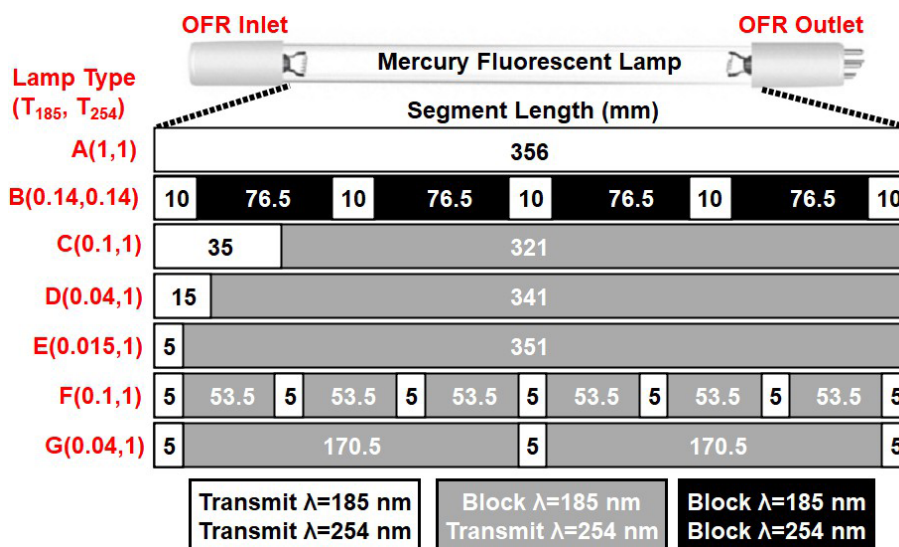 OFR Inlet
OFR Outlet
Mercury Fluorescent Lamp
Lamp Type
(T₁₈₅, T₂₅₄)
Segment Length (mm)
A(1,1)
356
B(0.14,0.14)
10 76.5 10 76.5 10 76.5 10 76.5 10
C(0.1,1)
35 321
D(0.04,1)
15 341
E(0.015,1)
5 351
F(0.1,1)
5 53.5 5 53.5 5 53.5 5 53.5 5 53.5 5 53.5 5
G(0.04,1)
5 170.5 5 170.5 5
Transmit λ=185 nm
Transmit λ=254 nm
Block λ=185 nm
Transmit λ=254 nm
Block λ=185 nm
Block λ=254 nm